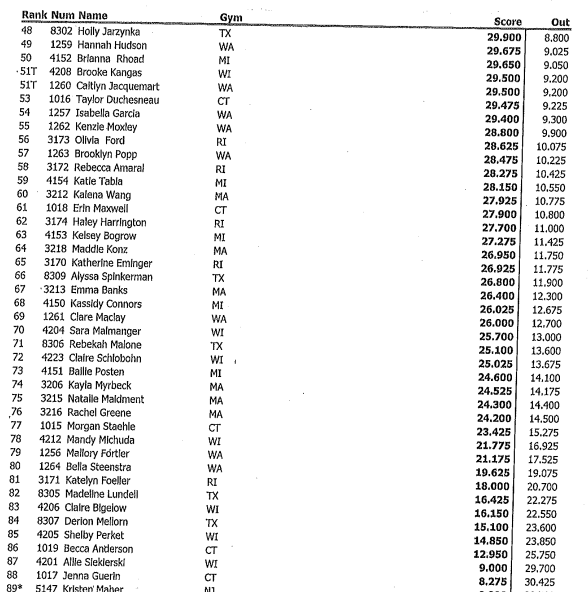 Rank Num Name Gym Score Out
48 8302 Holly Jarzynka TX 29.900 8.800
49 1259 Hannah Hudson WA 29.675 9.025
50 4152 Brianna Rhoad MI 29.650 9.050
51T 4208 Brooke Kangas WI 29.500 9.200
51T 1260 Caitlyn Jacquemart WA 29.500 9.200
53 1016 Taylor Duchesneau CT 29.475 9.225
54 1257 Isabella Garcia WA 29.400 9.300
55 1262 Kenzie Moxley WA 28.800 9.900
56 3173 Olivia Ford RI 28.625 10.075
57 1263 Brooklyn Popp WA 28.475 10.225
58 3172 Rebecca Amaral RI 28.275 10.425
59 4154 Katie Tabia MI 28.150 10.550
60 3212 Kalena Wang MA 27.925 10.775
61 1018 Erin Maxwell CT 27.900 10.800
62 3174 Haley Harrington RI 27.700 11.000
63 4153 Kelsey Bogrow MI 27.275 11.425
64 3218 Maddie Konz MA 26.950 11.750
65 3170 Katherine Eminger RI 26.925 11.775
66 8309 Alyssa Spinkerman TX 26.800 11.900
67 3213 Emma Banks MA 26.400 12.300
68 4150 Kassidy Connors MI 26.025 12.675
69 1261 Clare Maclay WA 26.000 12.700
70 4204 Sara Malmanger WI 25.700 13.000
71 8306 Rebekah Malone TX 25.100 13.600
72 4223 Claire Schlobohn WI 25.025 13.675
73 4151 Bailie Posten MI 24.600 14.100
74 3206 Kayla Myrbeck MA 24.525 14.175
75 3215 Natalie Maldment MA 24.300 14.400
76 3216 Rachel Greene MA 24.200 14.500
77 1015 Morgan Staehle CT 23.425 15.275
78 4212 Mandy Michuda WI 21.775 16.925
79 1256 Mallory Fortler WA 21.175 17.525
80 1264 Bella Steenstra WA 19.625 19.075
81 3171 Katelyn Foeller RI 18.000 20.700
82 8305 Madeline Lundell TX 16.425 22.275
83 4206 Claire Bigelow WI 16.150 22.550
84 8307 Derion Mellorn TX 15.100 23.600
85 4205 Shelby Perket WI 14.850 23.850
86 1019 Becca Anderson CT 12.950 25.750
87 4201 Allie Siekierski WI 9.000 29.700
88 1017 Jenna Guerin CT 8.275 30.425
89* 5147 Kristen Maher NJ